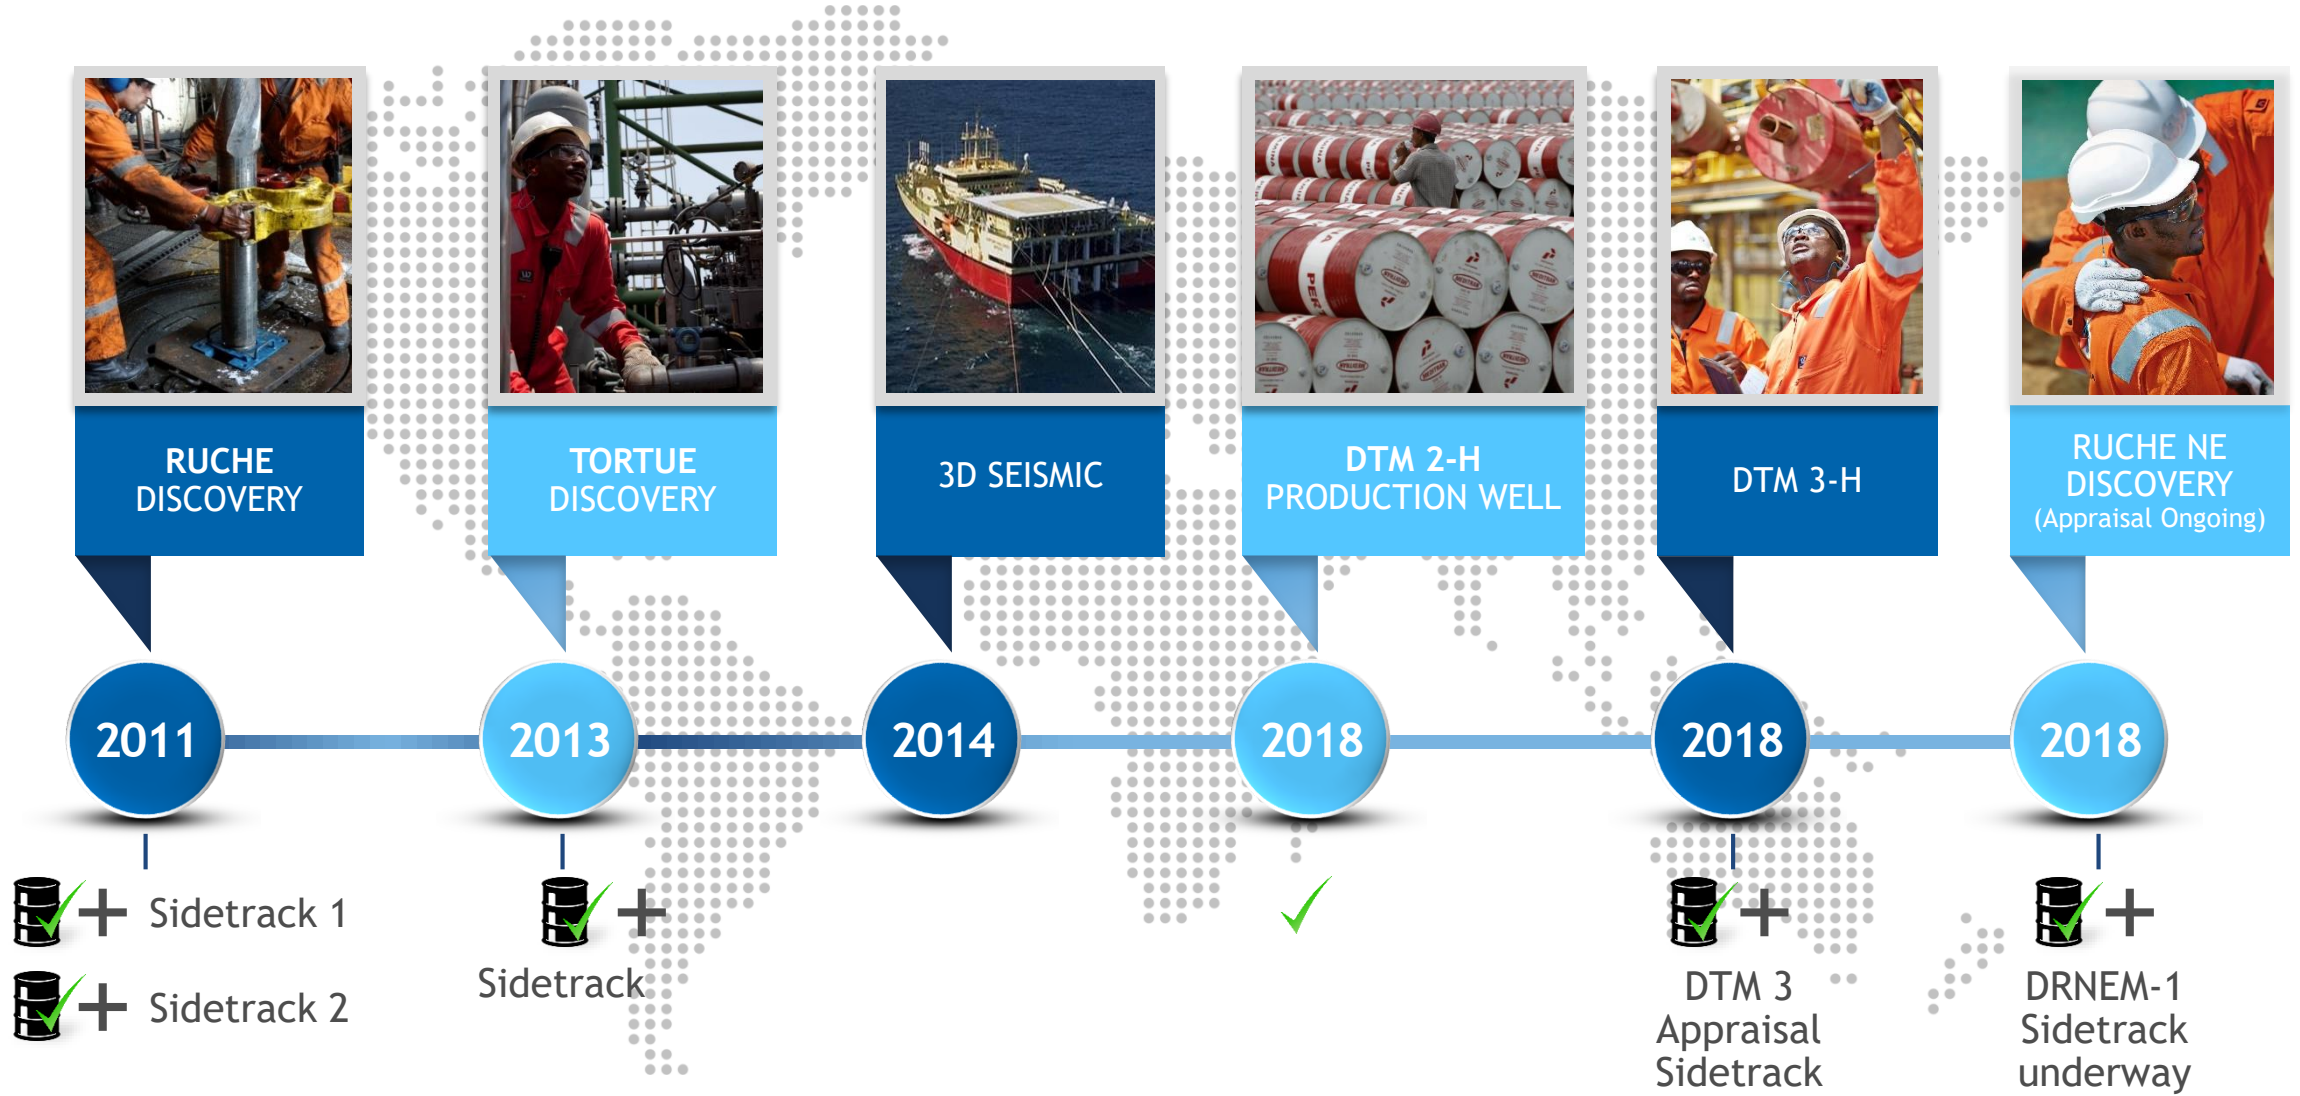 RUCHE
DISCOVERY
TORTUE
DISCOVERY
3D SEISMIC
DTM 2-H
PRODUCTION WELL
DTM 3-H
RUCHE NE
DISCOVERY
(Appraisal Ongoing)
2011
2013
2014
2018
2018
2018
Sidetrack 1
Sidetrack 2
Sidetrack
DTM 3
Appraisal
Sidetrack
DRNEM-1
Sidetrack
underway